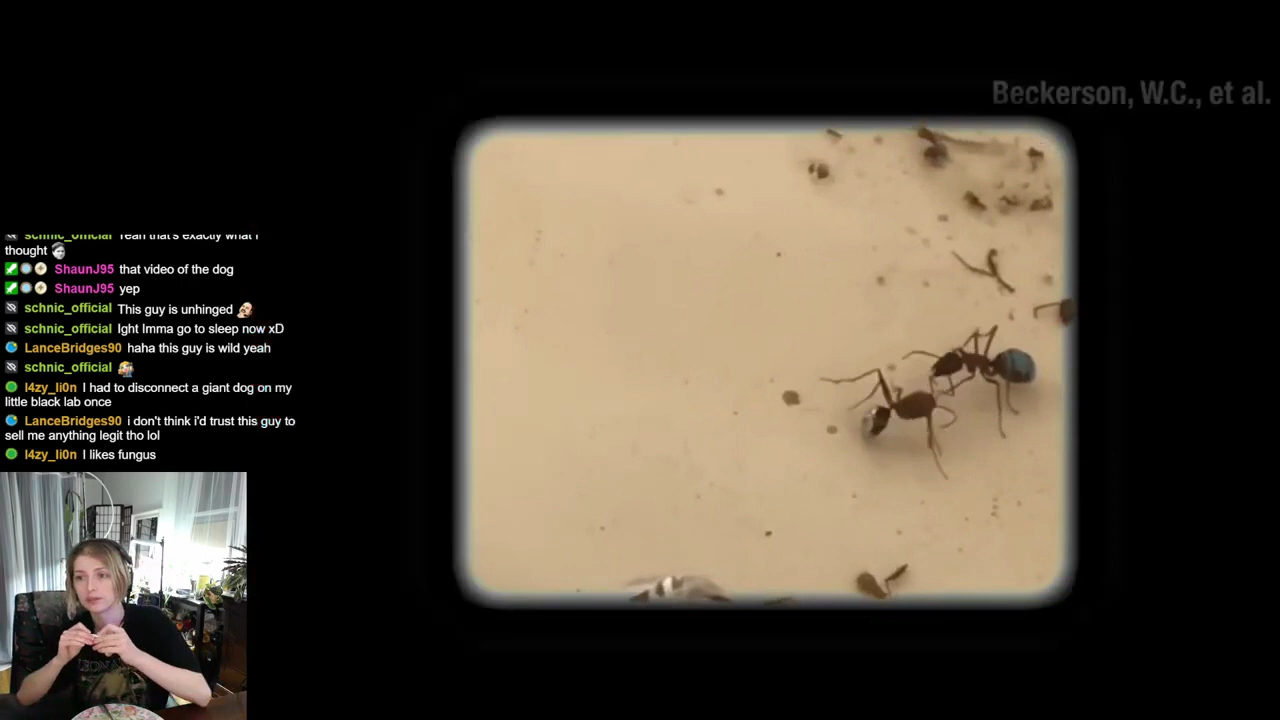 Beckerson, W.C., et al.
schnic_official Yeah that's exactly what I
thought
ShaunJ95 that video of the dog
ShaunJ95 yep
schnic_official This guy is unhinged
schnic_official Ight Imma go to sleep now xD
LanceBridges90 haha this guy is wild yeah
schnic_official
l4zy_li0n I had to disconnect a giant dog on my
little black lab once
LanceBridges90 i don't think i'd trust this guy to
sell me anything legit tho lol
l4zy_li0n I likes fungus